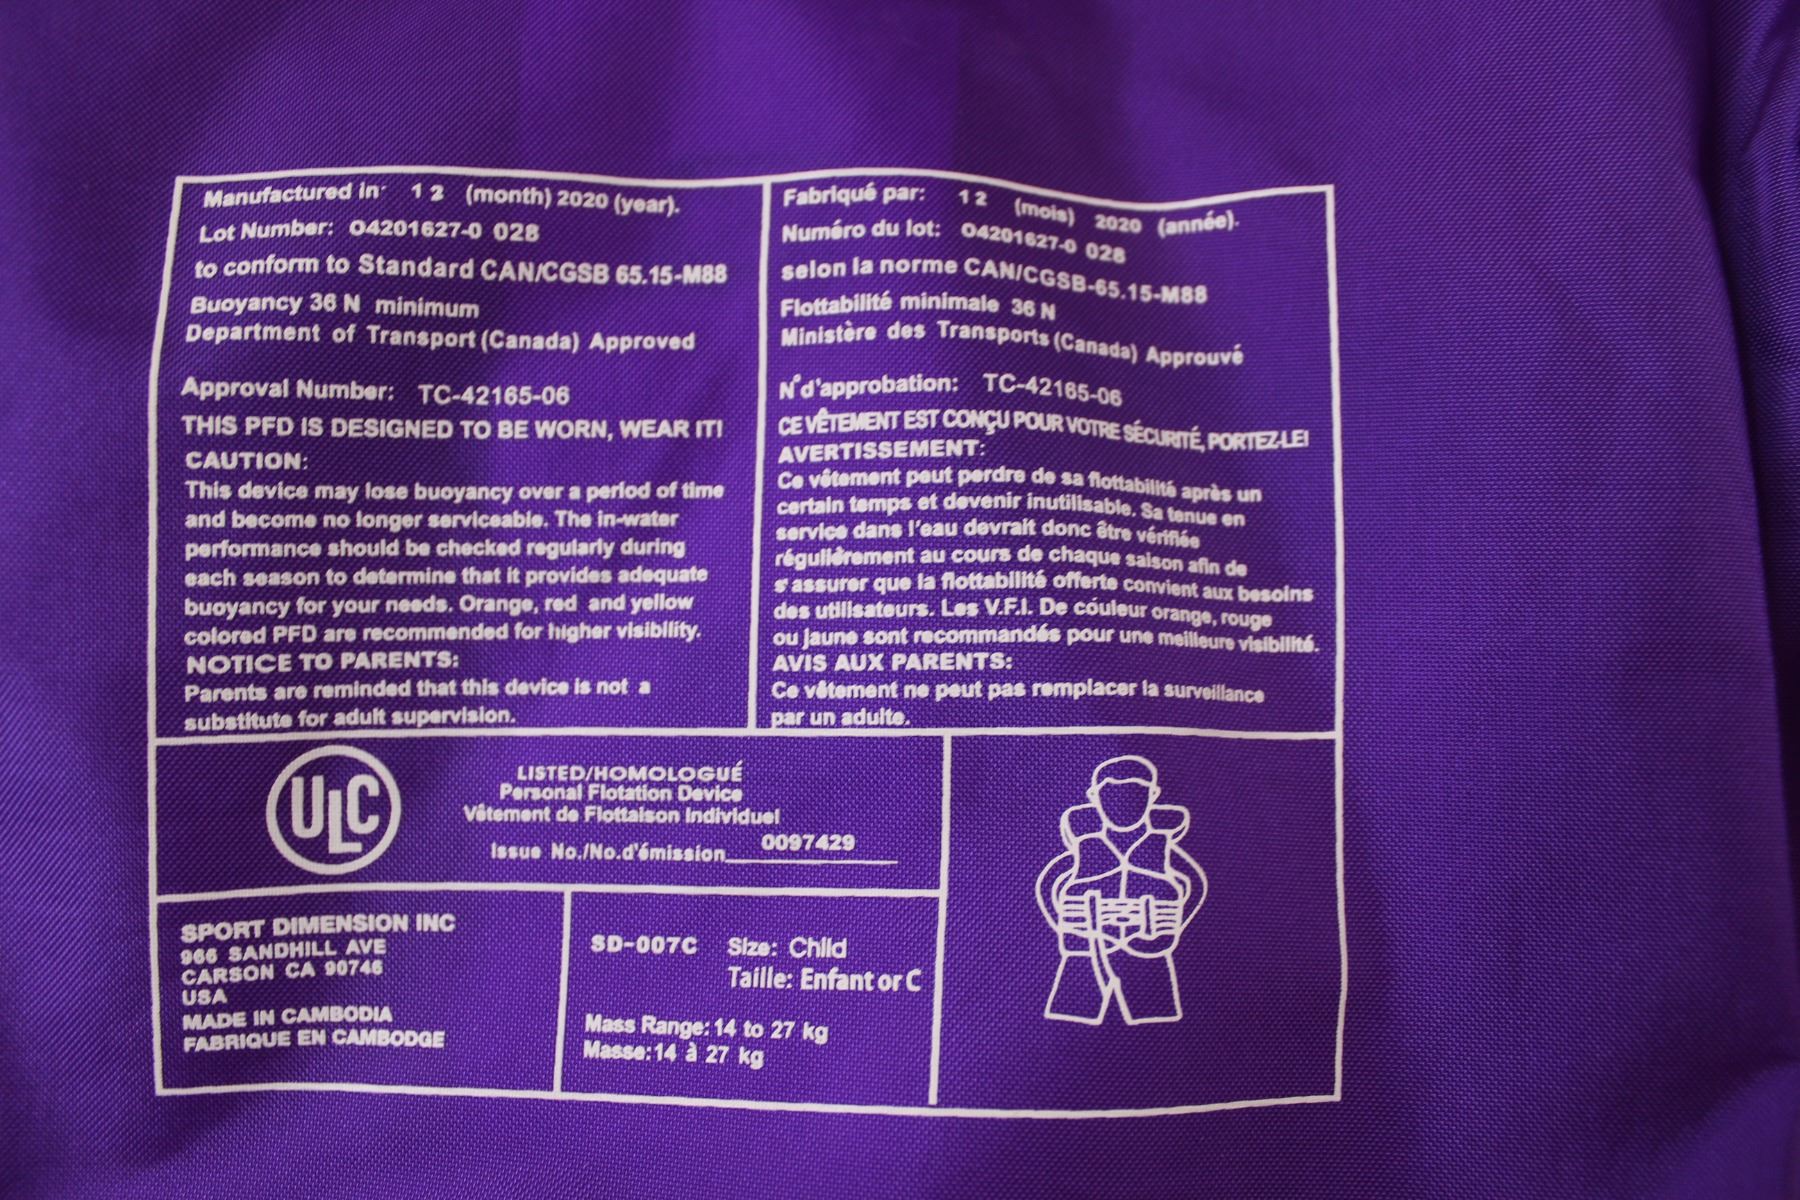 Manufactured in: 12 (month) 2020 (year).
Lot Number: 04201627-0 028
to conform to Standard CAN/CGSB 65.15-M88
Buoyancy 36 N minimum
Department of Transport (Canada) Approved
Approval Number: TC-42165-06
THIS PFD IS DESIGNED TO BE WORN, WEAR IT!
CAUTION:
This device may lose buoyancy over a period of time
and become no longer serviceable. The in-water
performance should be checked regularly during
each season to determine that it provides adequate
buoyancy for your needs. Orange, red and yellow
colored PFD are recommended for higher visibility.
NOTICE TO PARENTS:
Parents are reminded that this device is not a
substitute for adult supervision.
Fabriqué par: 12 (mois) 2020 (année).
Numéro du lot: 04201627-0 028
selon la norme CAN/CGSB-65.15-M88
Flottabilité minimale 36 N
Ministère des Transports (Canada) Approuvé
N°d'approbation: TC-42165-06
CE VÊTEMENT EST CONÇU POUR VOTRE SÉCURITÉ, PORTEZ-LE!
AVERTISSEMENT:
Ce vêtement peut perdre de sa flottabilité après un
certain temps et devenir inutilisable. Sa tenue en
service dans l'eau devrait donc être vérifiée
régulièrement au cours de chaque saison afin de
s'assurer que la flottabilité offerte convient aux besoins
des utilisateurs. Les V.F.I. De cóuleur orange, rouge
ou jaune sont recommandés pour une meilleure visibilité.
AVIS AUX PARENTS:
Ce vêtement ne peut pas remplacer la surveillance
par un adulte.
ULC
LISTED/HOMOLOGUÉ
Personal Flotation Device
Vêtement de Flottaison Individuel
Issue No./No.d'émission 0097429
SPORT DIMENSION INC
966 SANDHILL AVE
CARSON CA 90746
USA
MADE IN CAMBODIA
FABRIQUE EN CAMBODGE
SD-007C Size: Child
Taille: Enfant or C
Mass Range: 14 to 27 kg
Masse: 14 à 27 kg